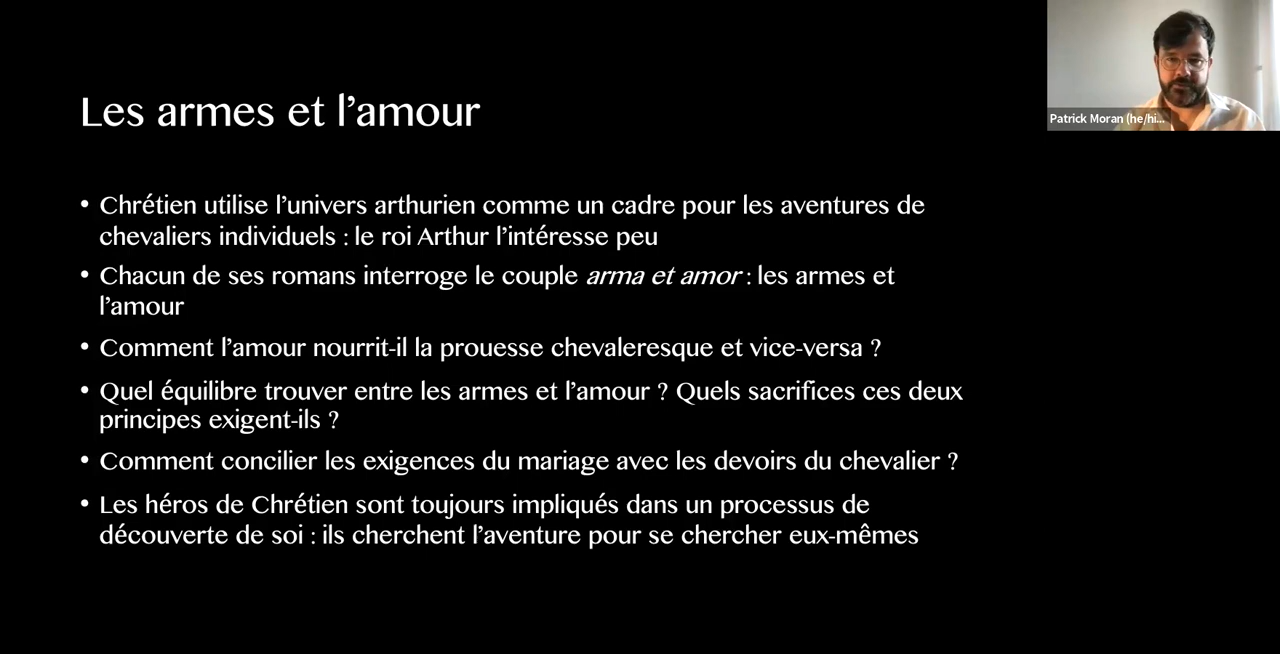 Les armes et l’amour
Patrick Moran (he/hi...
• Chrétien utilise l’univers arthurien comme un cadre pour les aventures de
chevaliers individuels : le roi Arthur l’intéresse peu
• Chacun de ses romans interroge le couple arma et amor : les armes et
l’amour
• Comment l’amour nourrit-il la prouesse chevaleresque et vice-versa ?
• Quel équilibre trouver entre les armes et l’amour ? Quels sacrifices ces deux
principes exigent-ils ?
• Comment concilier les exigences du mariage avec les devoirs du chevalier ?
• Les héros de Chrétien sont toujours impliqués dans un processus de
découverte de soi : ils cherchent l’aventure pour se chercher eux-mêmes